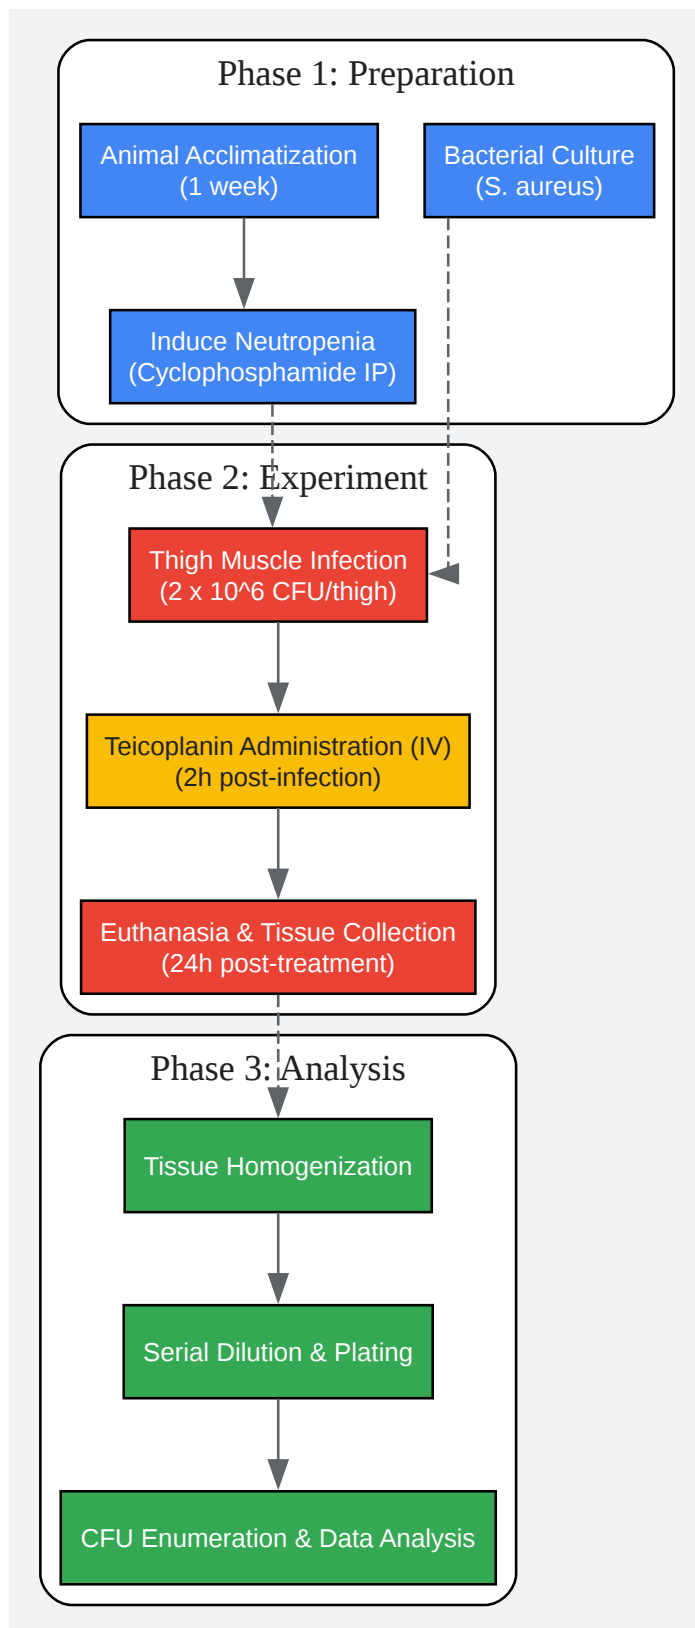 Phase 1: Preparation
Animal Acclimatization
(1 week)
Bacterial Culture
(S. aureus)
Induce Neutropenia
(Cyclophosphamide IP)
Phase 2: Experiment
Thigh Muscle Infection
(2 x 10^6 CFU/thigh)
Teicoplanin Administration (IV)
(2h post-infection)
Euthanasia & Tissue Collection
(24h post-treatment)
Phase 3: Analysis
Tissue Homogenization
Serial Dilution & Plating
CFU Enumeration & Data Analysis